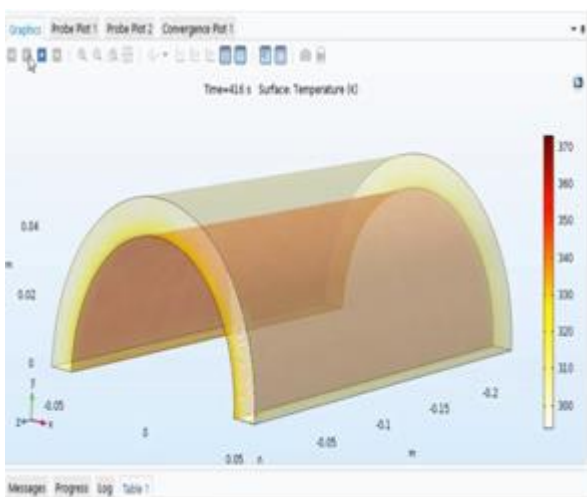 Graphics Probe Plot 1 Probe Plot 2 Convergence Plot 1
Time=416 s Surface: Temperature (K)
370
360
350
340
330
320
310
300
0.04
0.02
0
m
y
z
x
-0.05
0
0.05
-0.05
-0.1
-0.15
-0.2
m
Messages Progress Log Table 1